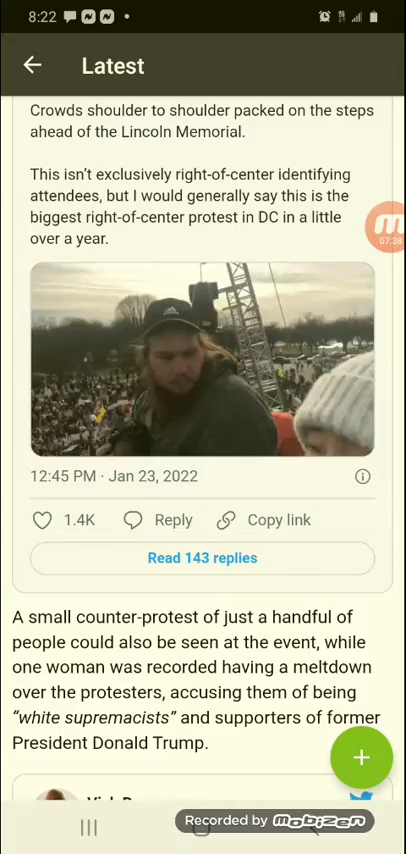 8:22
Latest
Crowds shoulder to shoulder packed on the steps
ahead of the Lincoln Memorial.
This isn’t exclusively right-of-center identifying
attendees, but I would generally say this is the
biggest right-of-center protest in DC in a little
over a year.
07:38
12:45 PM · Jan 23, 2022
1.4K Reply Copy link
Read 143 replies
A small counter-protest of just a handful of
people could also be seen at the event, while
one woman was recorded having a meltdown
over the protesters, accusing them of being
“white supremacists” and supporters of former
President Donald Trump.
Recorded by mobizen